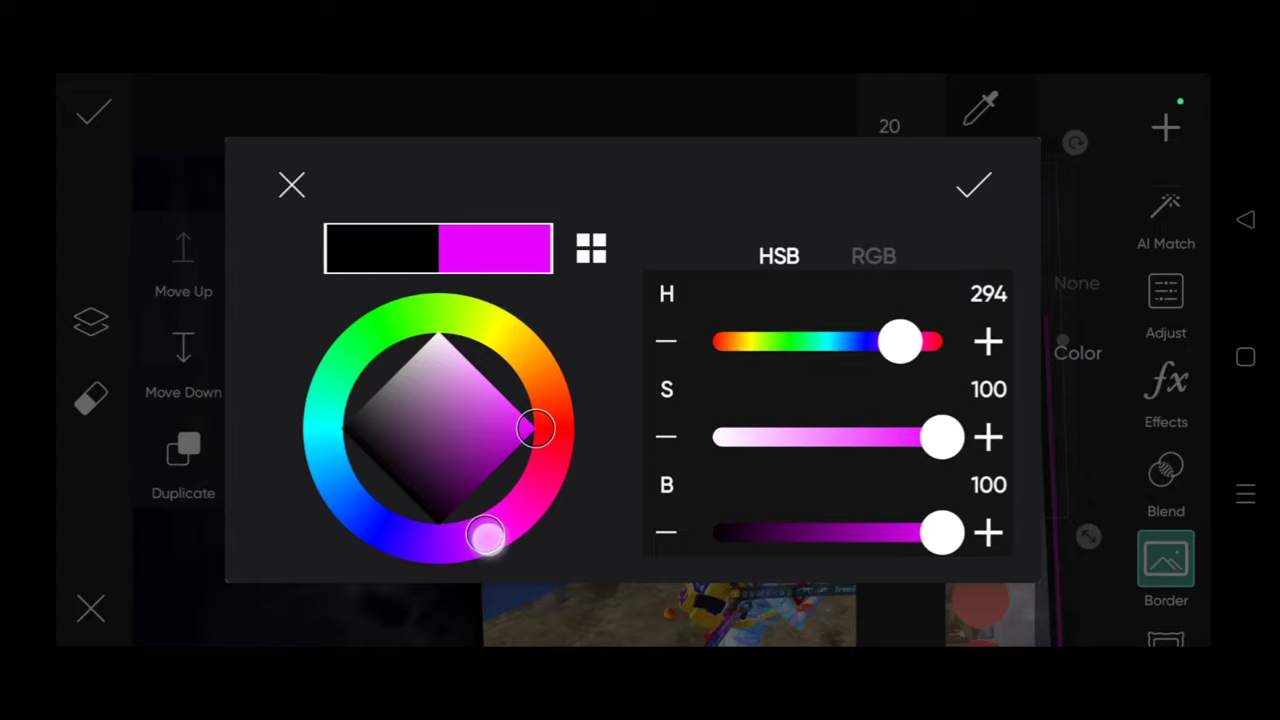 20
AI Match
HSB RGB
Move Up
H 294
None
Adjust
Color
S 100
Move Down
Effects
B 100
Duplicate
Blend
Border